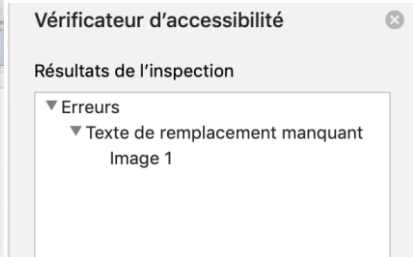 Vérificateur d’accessibilité
Résultats de l’inspection
Erreurs
Texte de remplacement manquant
Image 1